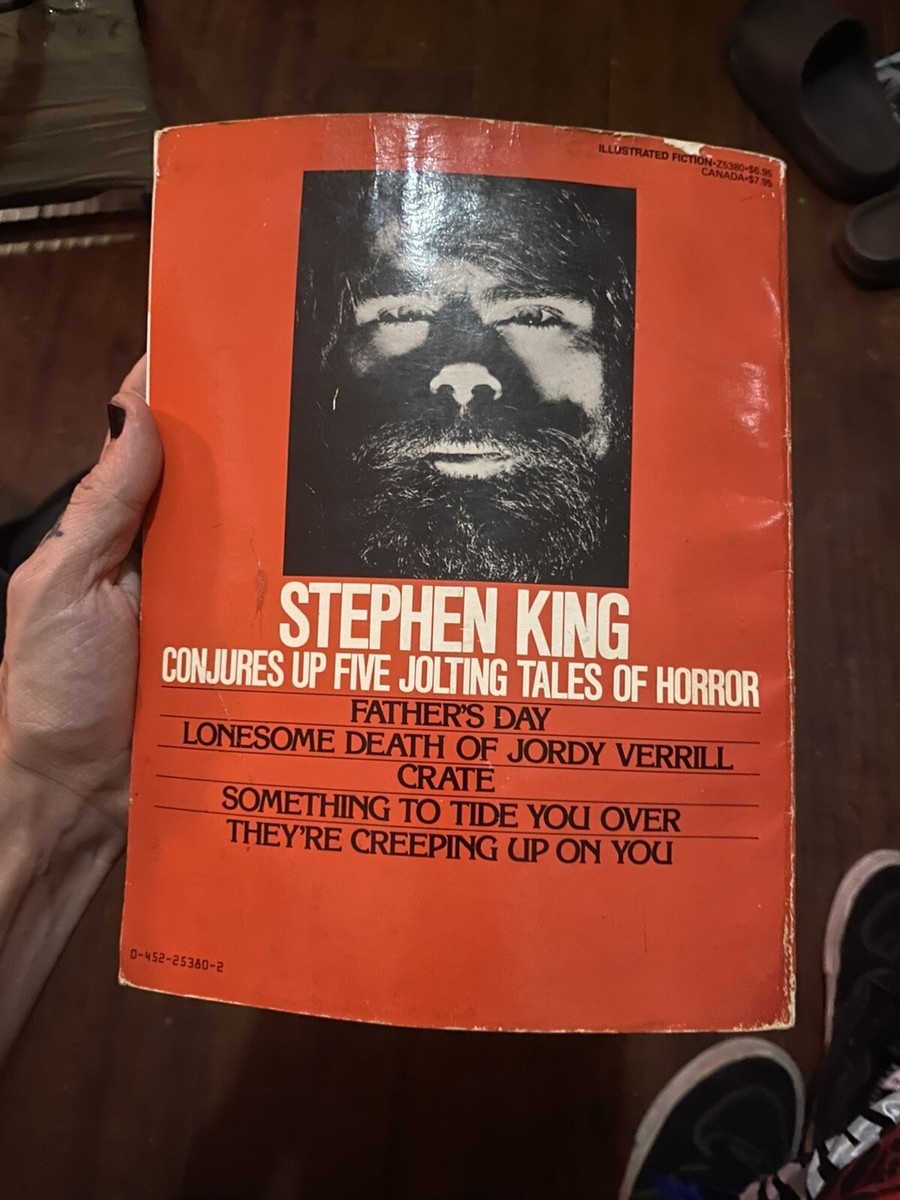 ILLUSTRATED FICTION•Z5380•$6.95
CANADA•$7.95
STEPHEN KING
CONJURES UP FIVE JOLTING TALES OF HORROR
FATHER'S DAY
LONESOME DEATH OF JORDY VERRILL
CRATE
SOMETHING TO TIDE YOU OVER
THEY'RE CREEPING UP ON YOU
0-452-25380-2